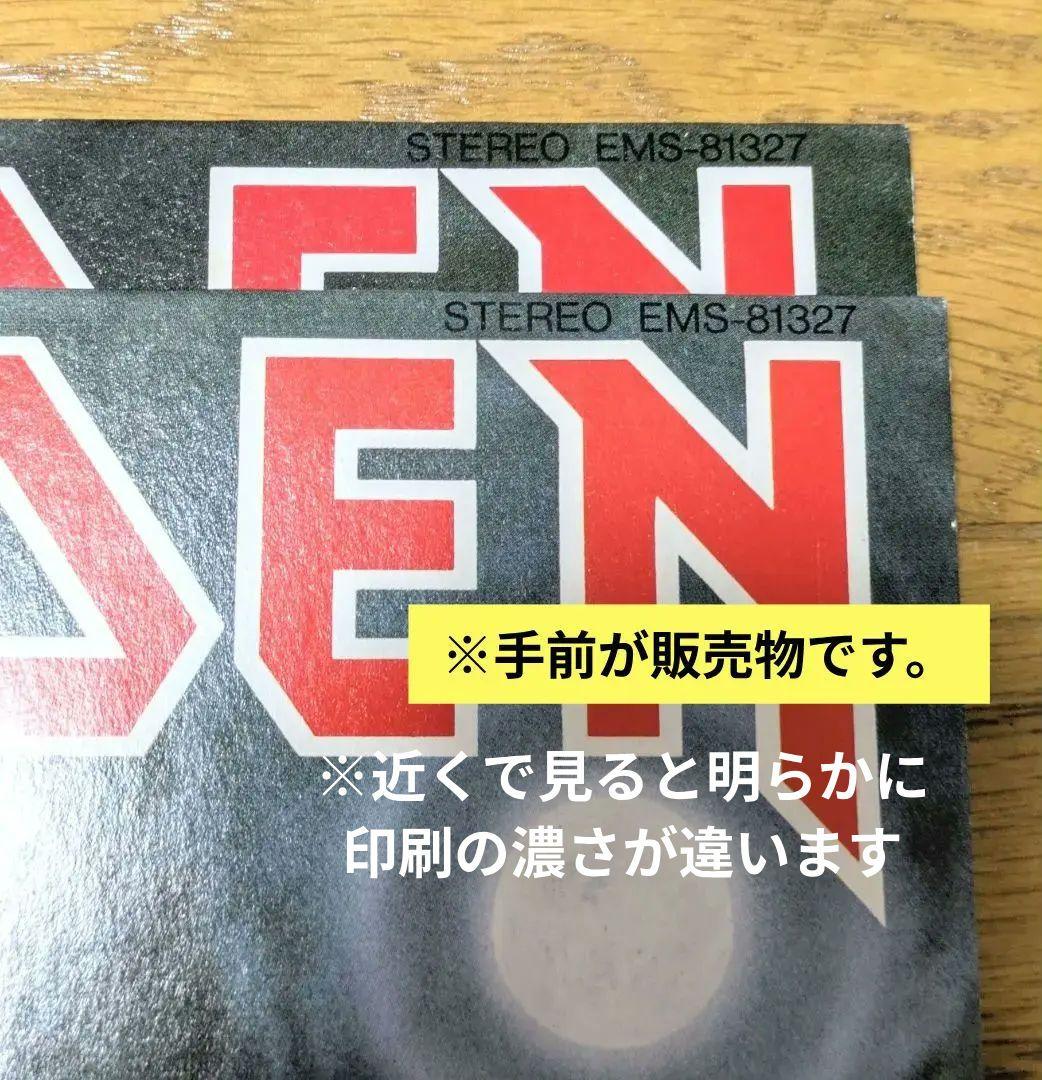 STEREO EMS-81327
EN
STEREO EMS-81327
DEN
※手前が販売物です。
※近くで見ると明らかに
印刷の濃さが違います